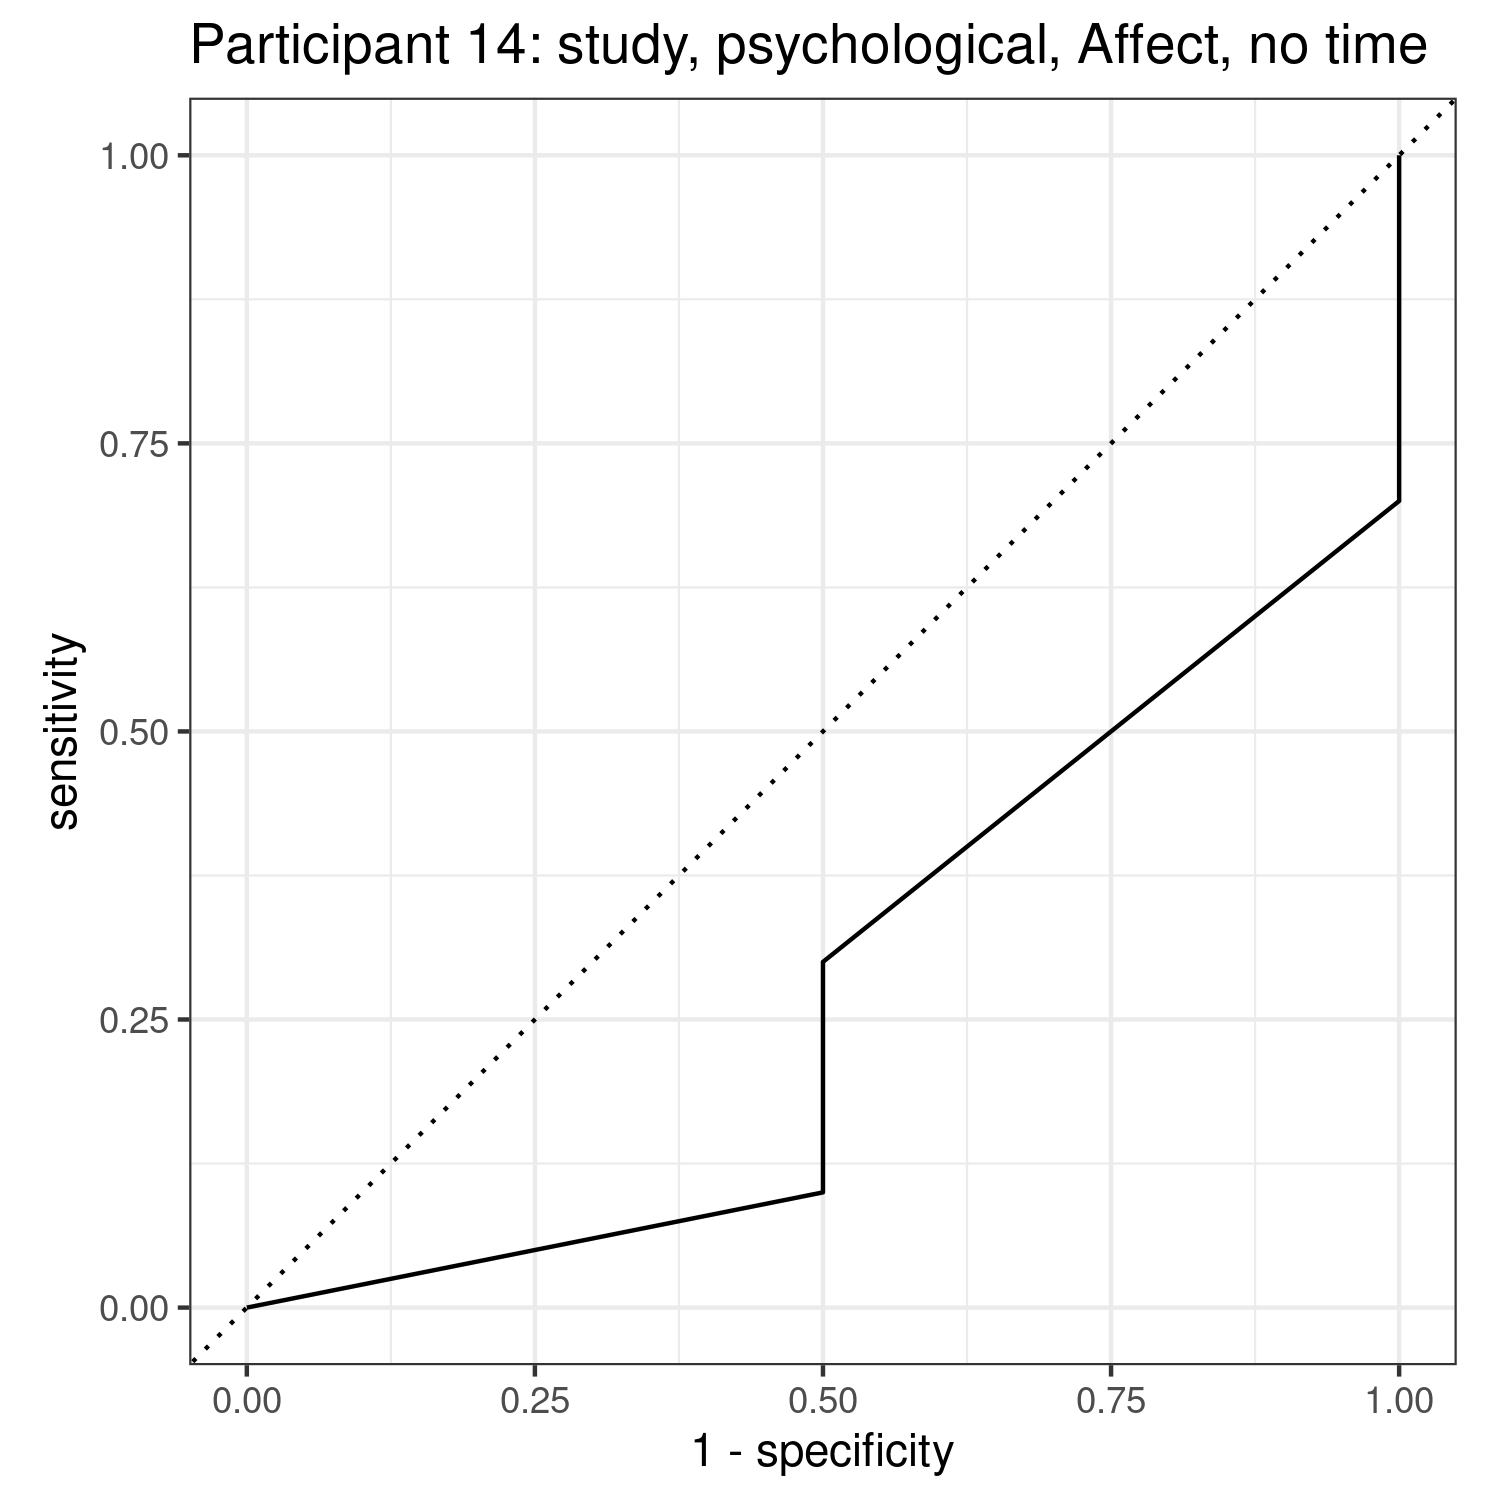 Participant 14: study, psychological, Affect, no time
1.00
0.75
0.50
0.25
0.00
sensitivity
0.00 0.25 0.50 0.75 1.00
1 - specificity